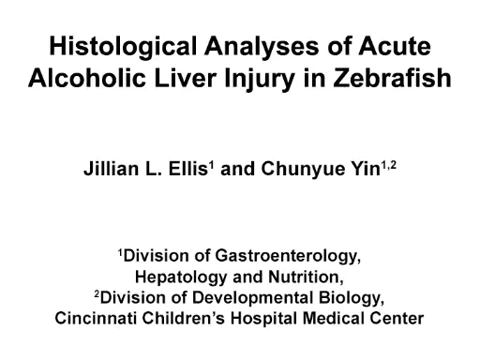 Histological Analyses of Acute
Alcoholic Liver Injury in Zebrafish
Jillian L. Ellis¹ and Chunyue Yin¹,²
¹Division of Gastroenterology,
Hepatology and Nutrition,
²Division of Developmental Biology,
Cincinnati Children's Hospital Medical Center